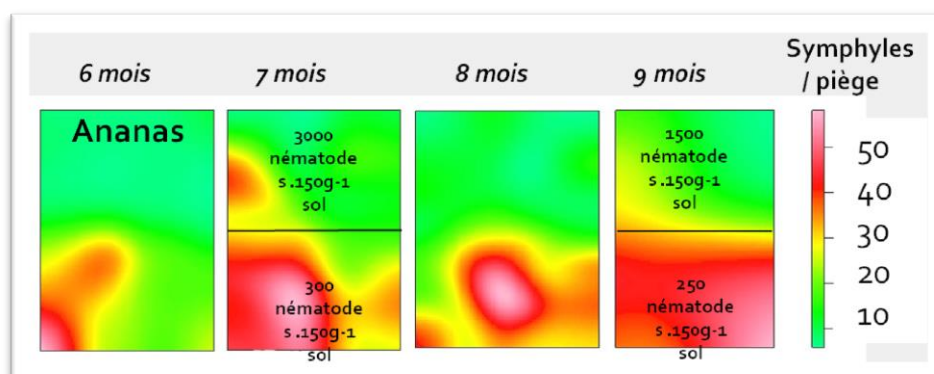 6 mois
7 mois
8 mois
9 mois
Symphyles
/ piège
Ananas
3000
nématode
s .150g-1
sol
300
nématode
s .150g-1
sol
1500
nématode
s .150g-1
sol
250
nématode
s .150g-1
sol
50
40
30
20
10